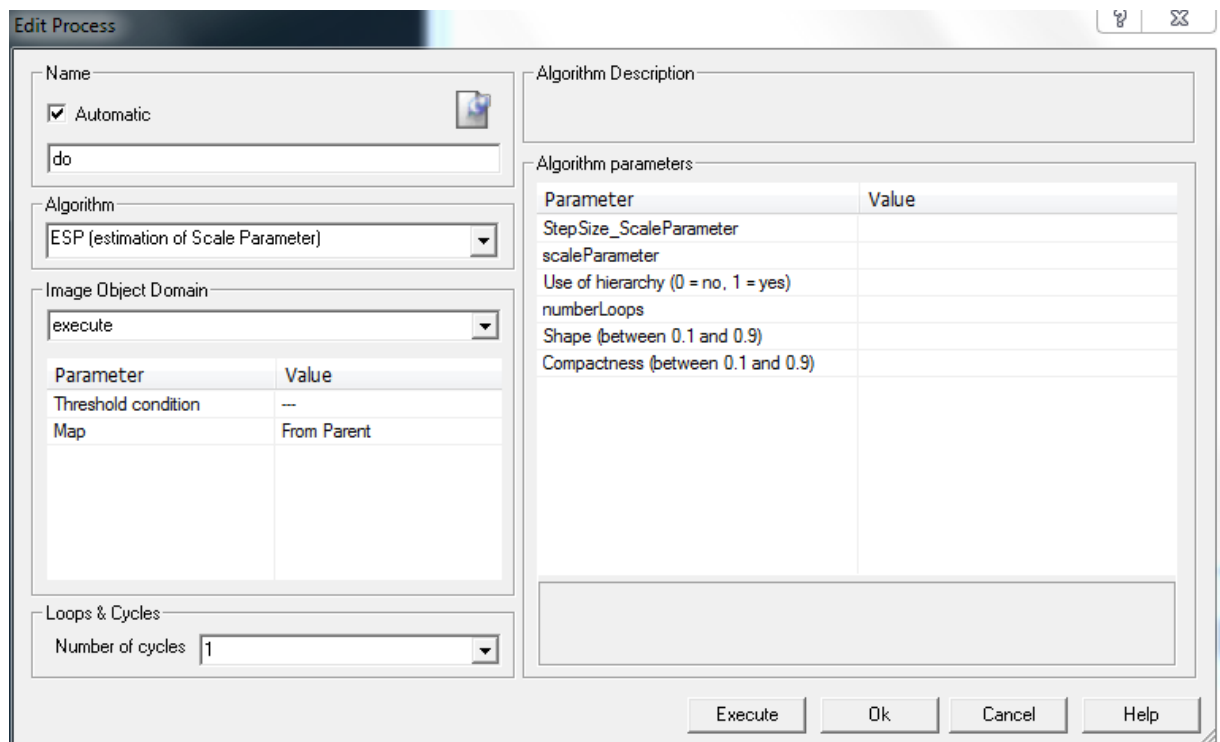 Edit Process
Name
Automatic
do
Algorithm
ESP (estimation of Scale Parameter)
Image Object Domain
execute
Parameter Value
Threshold condition ---
Map From Parent
Loops & Cycles
Number of cycles 1
Algorithm Description
Algorithm parameters
Parameter Value
StepSize_ScaleParameter
scaleParameter
Use of hierarchy (0 = no, 1 = yes)
numberLoops
Shape (between 0.1 and 0.9)
Compactness (between 0.1 and 0.9)
Execute Ok Cancel Help